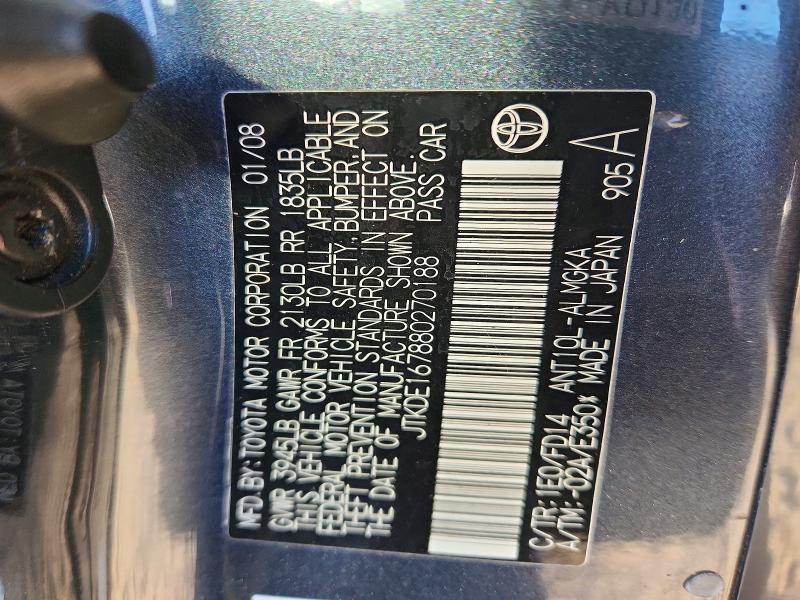 MFD.BY:TOYOTA MOTOR CORPORATION 01/08
GVWR 3945LB GAWR FR 2130LB RR 1835LB
THIS VEHICLE CONFORMS TO ALL APPLICABLE
FEDERAL MOTOR VEHICLE SAFETY,BUMPER,AND
THEFT PREVENTION STANDARDS IN EFFECT ON
THE DATE OF MANUFACTURE SHOWN ABOVE.
JTKDE167880270188 PASS CAR
C/TR:1E0/FD14 ANT10L-ALMGKA
A/TM:-02A/E350* MADE IN JAPAN 905 A